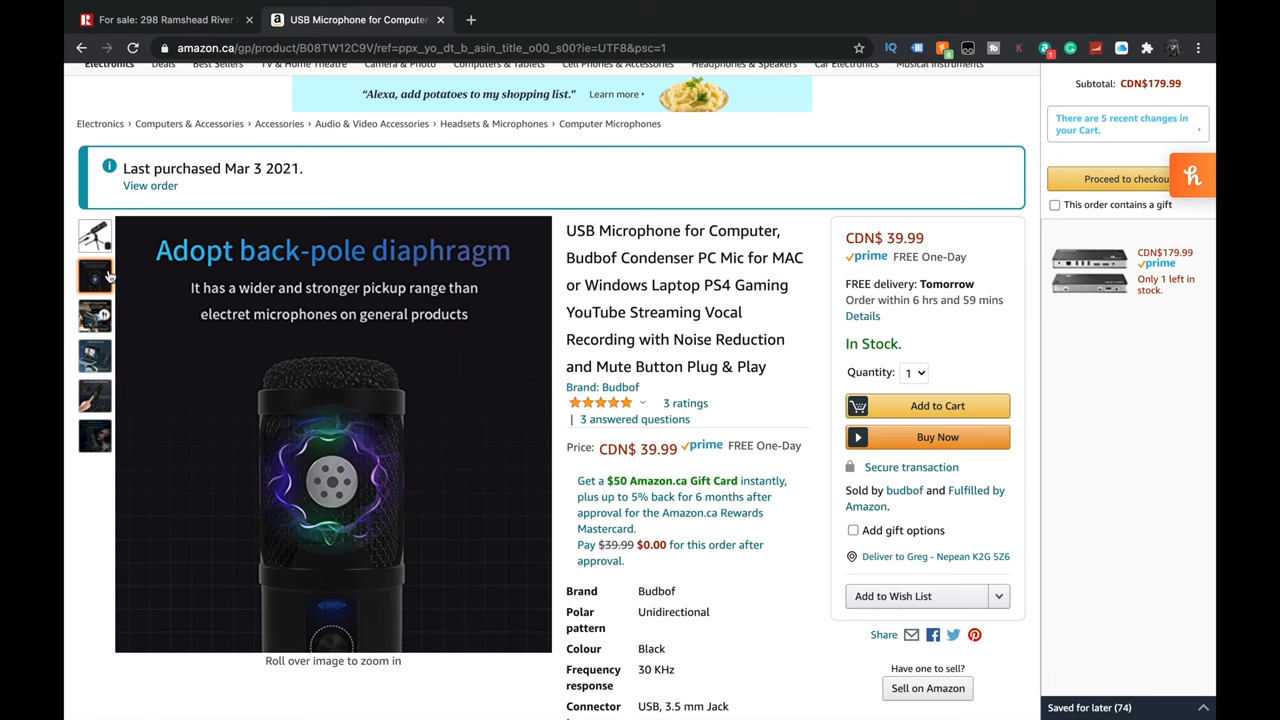 For sale: 298 Ramshead River
USB Microphone for Computer
amazon.ca/gp/product/B08TW12C9V/ref=ppx_yo_dt_b_asin_title_o00_s00?ie=UTF8&psc=1
Electronics Deals Best Sellers TV & Home Theatre Camera & Photo Computers & Tablets Cell Phones & Accessories Headphones & Speakers Car Electronics Musical Instruments
"Alexa, add potatoes to my shopping list." Learn more ›
Electronics › Computers & Accessories › Accessories › Audio & Video Accessories › Headsets & Microphones › Computer Microphones
Last purchased Mar 3 2021.
View order
Adopt back-pole diaphragm
It has a wider and stronger pickup range than
electret microphones on general products
Roll over image to zoom in
USB Microphone for Computer,
Budbof Condenser PC Mic for MAC
or Windows Laptop PS4 Gaming
YouTube Streaming Vocal
Recording with Noise Reduction
and Mute Button Plug & Play
Brand: Budbof
3 ratings
| 3 answered questions
Price: CDN$ 39.99 prime FREE One-Day
Get a $50 Amazon.ca Gift Card instantly,
plus up to 5% back for 6 months after
approval for the Amazon.ca Rewards
Mastercard.
Pay $39.99 $0.00 for this order after
approval.
Brand Budbof
Polar pattern Unidirectional
Colour Black
Frequency response 30 KHz
Connector USB, 3.5 mm Jack
CDN$ 39.99
prime FREE One-Day
FREE delivery: Tomorrow
Order within 6 hrs and 59 mins
Details
In Stock.
Quantity: 1
Add to Cart
Buy Now
Secure transaction
Sold by budbof and Fulfilled by
Amazon.
Add gift options
Deliver to Greg - Nepean K2G 5Z6
Add to Wish List
Share
Have one to sell?
Sell on Amazon
Subtotal: CDN$179.99
There are 5 recent changes in
your Cart.
Proceed to checkou
This order contains a gift
CDN$179.99
prime
Only 1 left in
stock.
Saved for later (74)